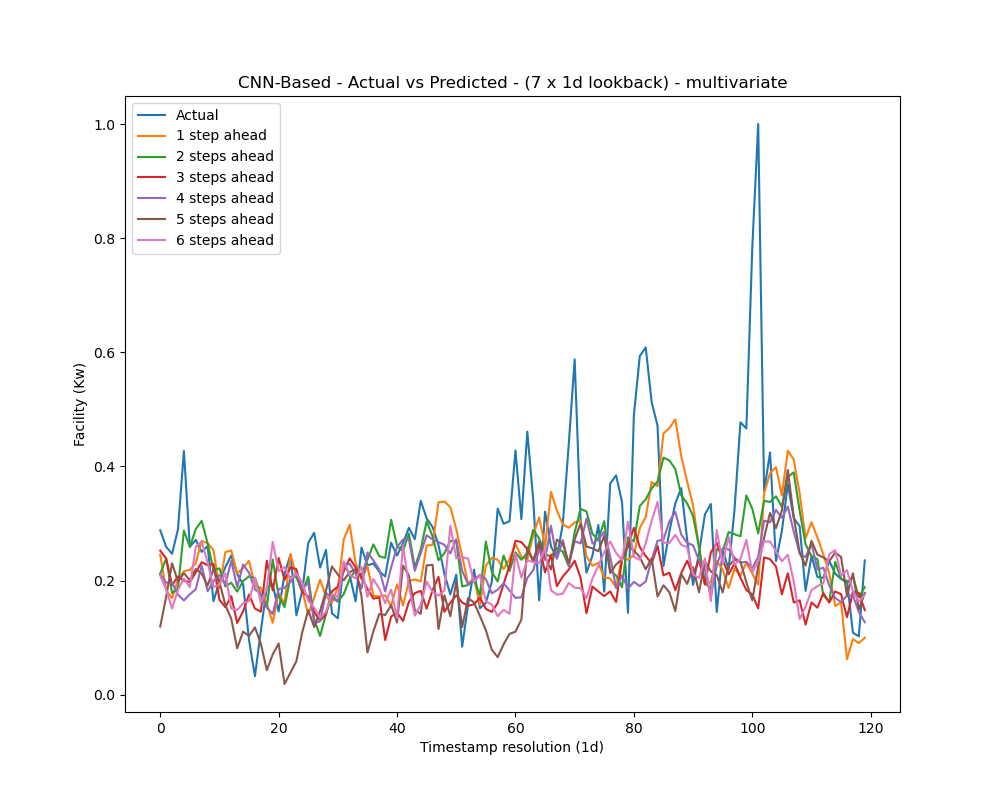 CNN-Based - Actual vs Predicted - (7 x 1d lookback) - multivariate
Actual
1 step ahead
2 steps ahead
3 steps ahead
4 steps ahead
5 steps ahead
6 steps ahead
1.0
0.8
0.6
0.4
0.2
0.0
Facility (Kw)
0 20 40 60 80 100 120
Timestamp resolution (1d)